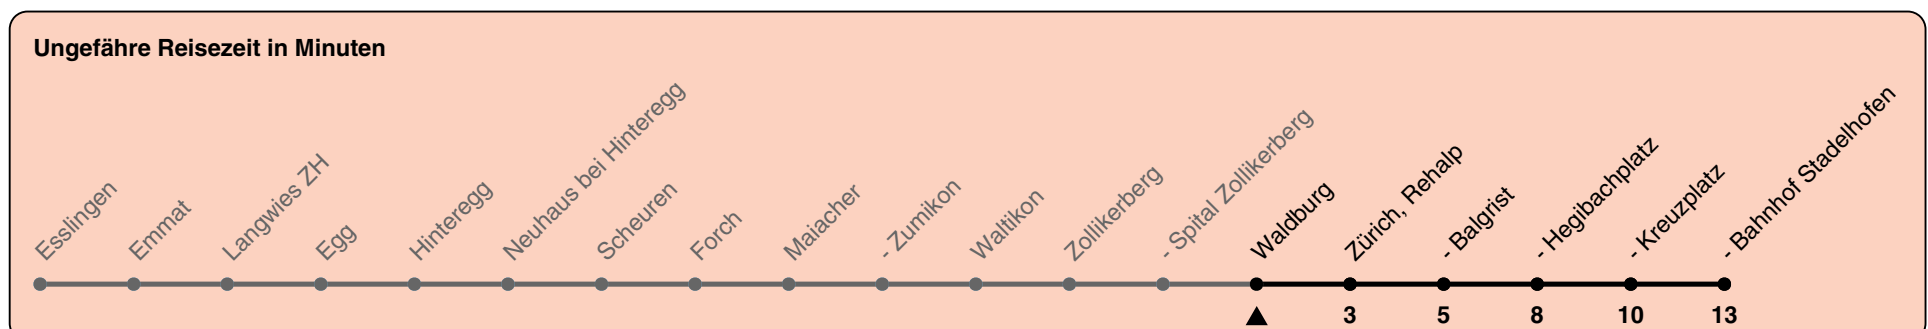 Ungefähre Reisezeit in Minuten
Esslingen
Emmat
Langwies ZH
Egg
Hinteregg
Neuhaus bei Hinteregg
Scheuren
Forch
Maiacher
- Zumikon
Waltikon
Zollikerberg
- Spital Zollikerberg
Waldburg
Zürich, Rehalp
- Balgrist
- Hegibachplatz
- Kreuzplatz
- Bahnhof Stadelhofen
3 5 8 10 13